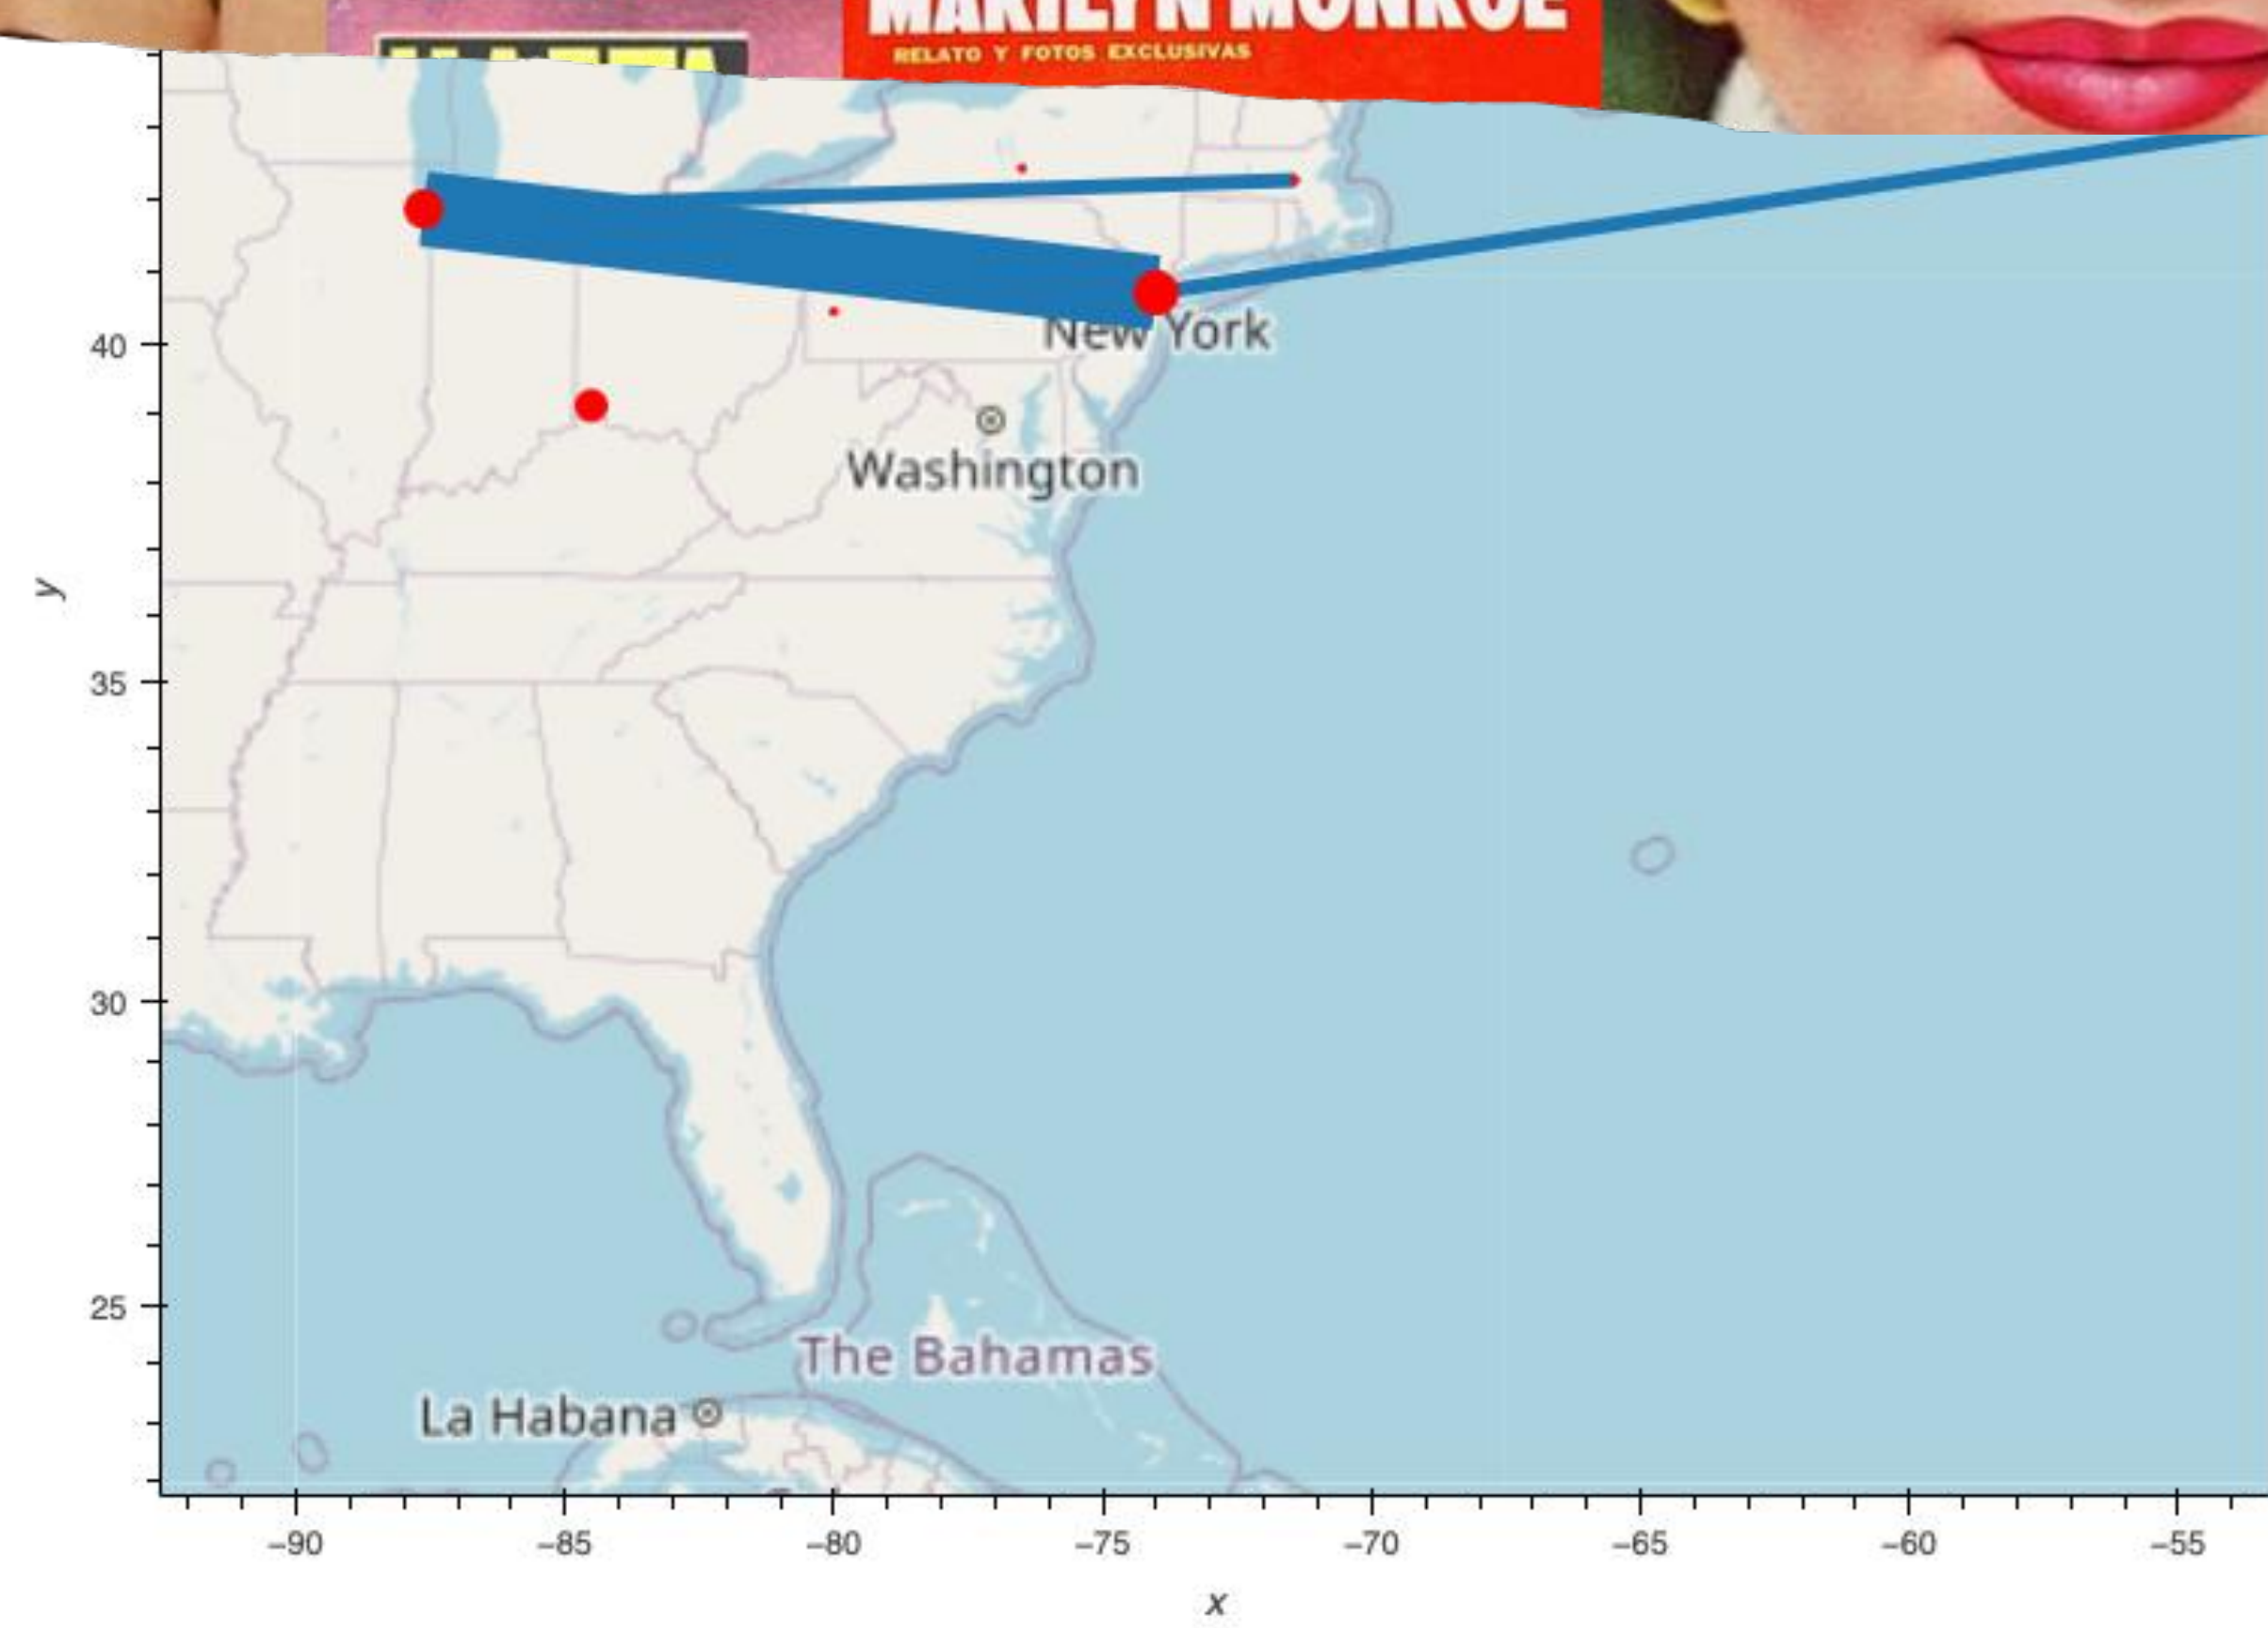 MARILYN MONROE
RELATO Y FOTOS EXCLUSIVAS
40
35
30
25
y
New York
Washington
The Bahamas
La Habana
–90
–85
–80
–75
–70
–65
–60
–55
x